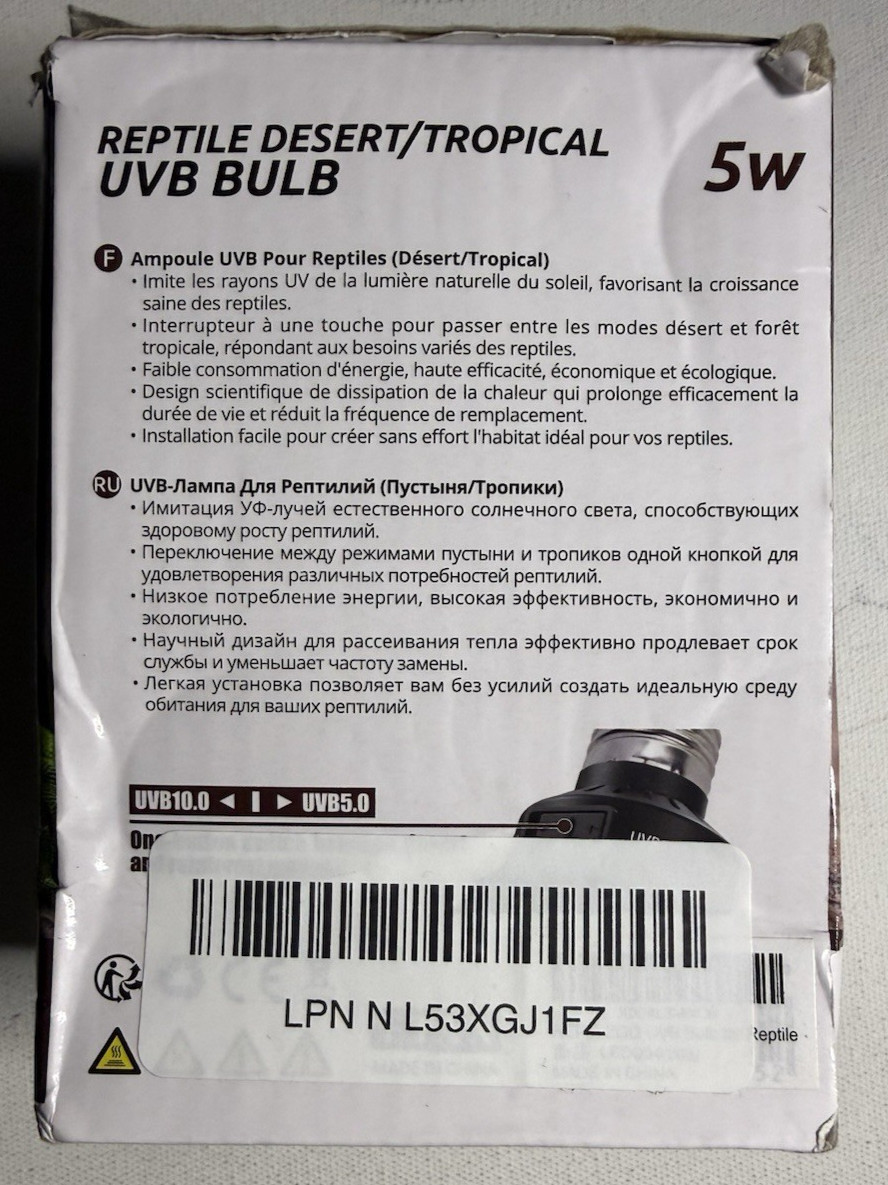 REPTILE DESERT/TROPICAL
UVB BULB
5W
F Ampoule UVB Pour Reptiles (Désert/Tropical)
• Imite les rayons UV de la lumière naturelle du soleil, favorisant la croissance
saine des reptiles.
• Interrupteur à une touche pour passer entre les modes désert et forêt
tropicale, répondant aux besoins variés des reptiles.
• Faible consommation d'énergie, haute efficacité, économique et écologique.
• Design scientifique de dissipation de la chaleur qui prolonge efficacement la
durée de vie et réduit la fréquence de remplacement.
• Installation facile pour créer sans effort l'habitat idéal pour vos reptiles.
RU UVB-Лампа Для Рептилий (Пустыня/Тропики)
• Имитация УФ-лучей естественного солнечного света, способствующих
здоровому росту рептилий.
• Переключение между режимами пустыни и тропиков одной кнопкой для
удовлетворения различных потребностей рептилий.
• Низкое потребление энергии, высокая эффективность, экономично и
экологично.
• Научный дизайн для рассеивания тепла эффективно продлевает срок
службы и уменьшает частоту замены.
• Легкая установка позволяет вам без усилий создать идеальную среду
обитания для ваших рептилий.
UVB10.0 ◄ ▌ ► UVB5.0
LPN N L53XGJ1FZ
Reptile
MADE IN CHINA
MADE IN CHINA